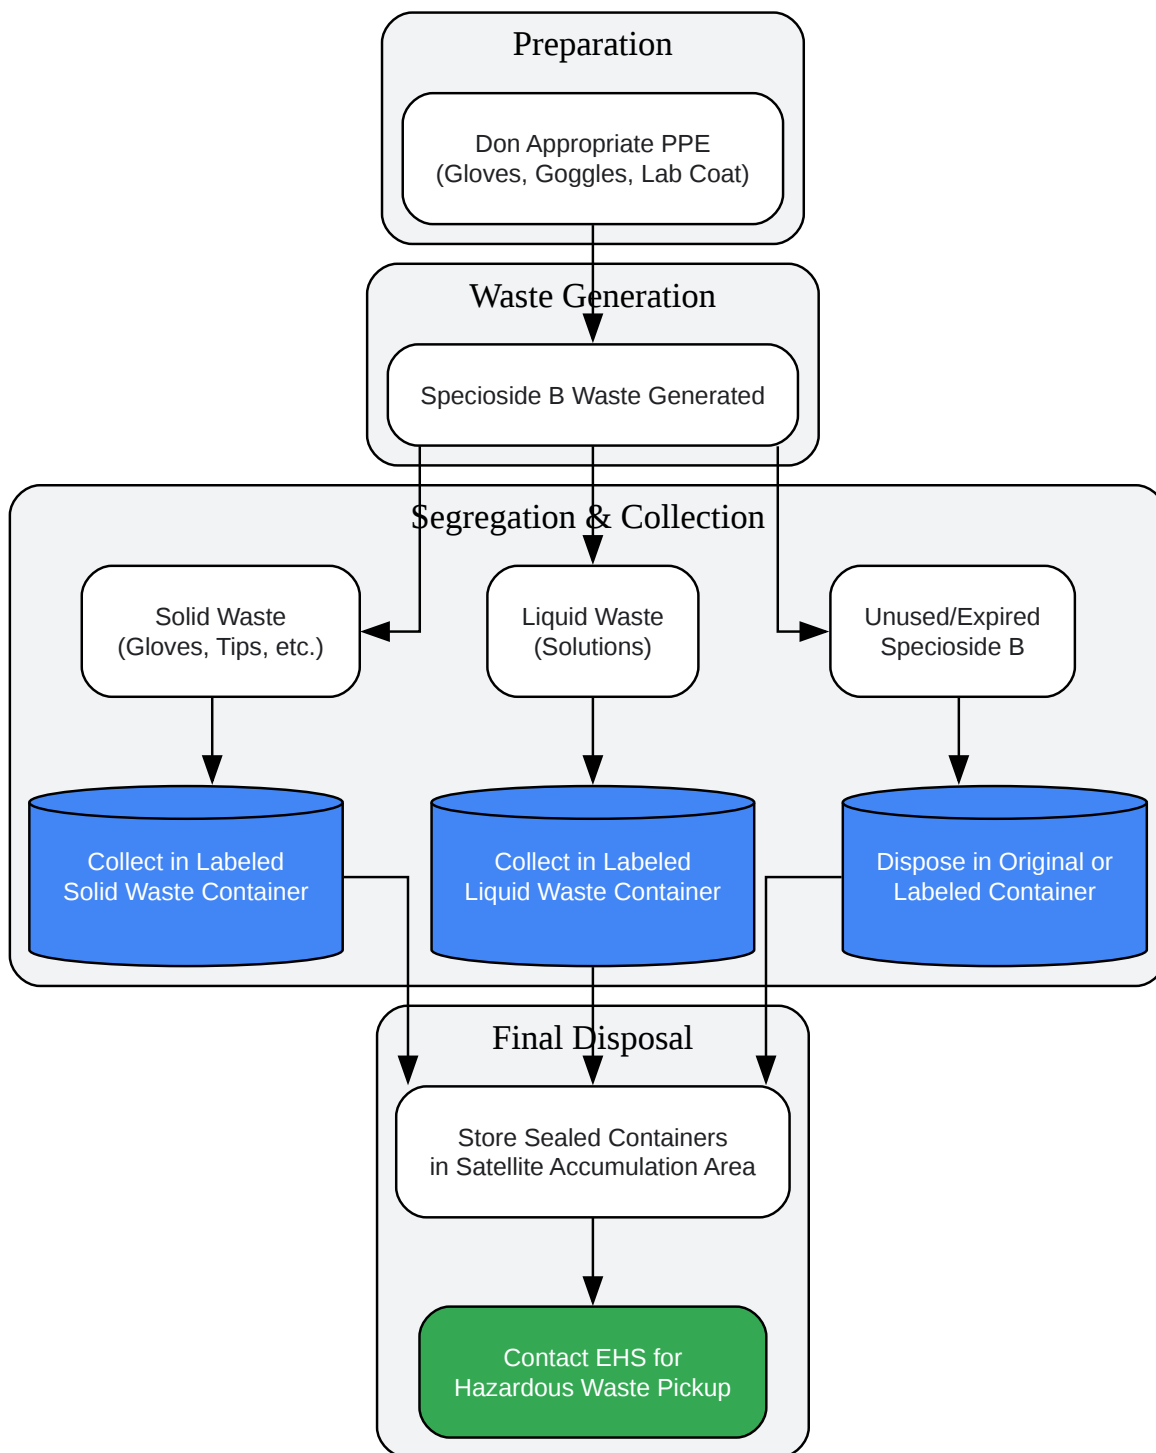 Preparation
Don Appropriate PPE
(Gloves, Goggles, Lab Coat)
Waste Generation
Specioside B Waste Generated
Segregation & Collection
Solid Waste
(Gloves, Tips, etc.)
Liquid Waste
(Solutions)
Unused/Expired
Specioside B
Collect in Labeled
Solid Waste Container
Collect in Labeled
Liquid Waste Container
Dispose in Original or
Labeled Container
Final Disposal
Store Sealed Containers
in Satellite Accumulation Area
Contact EHS for
Hazardous Waste Pickup